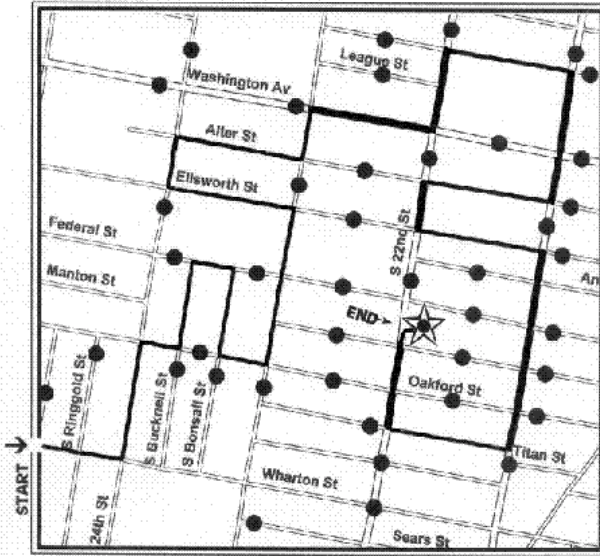 League St
Washington Av
Alter St
Ellsworth St
S 22nd St
Federal St
Manton St
An
END
Oakford St
S Ringgold St
S Bucknell St
S Bonsall St
START
Titan St
Wharton St
24th St
Sears St